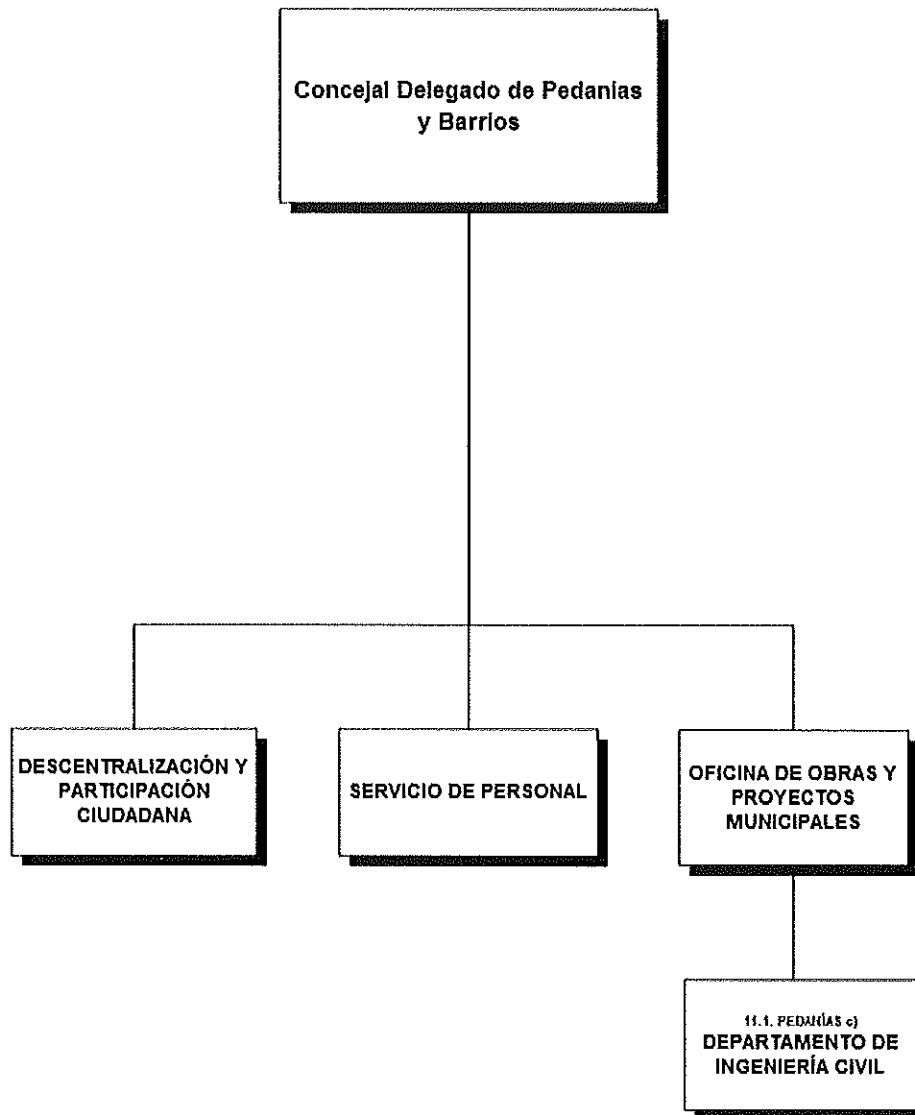 Concejal Delegado de Pedanías
y Barrios
DESCENTRALIZACIÓN Y
PARTICIPACIÓN
CIUDADANA
SERVICIO DE PERSONAL
OFICINA DE OBRAS Y
PROYECTOS
MUNICIPALES
11.1. PEDANÍAS c)
DEPARTAMENTO DE
INGENIERÍA CIVIL